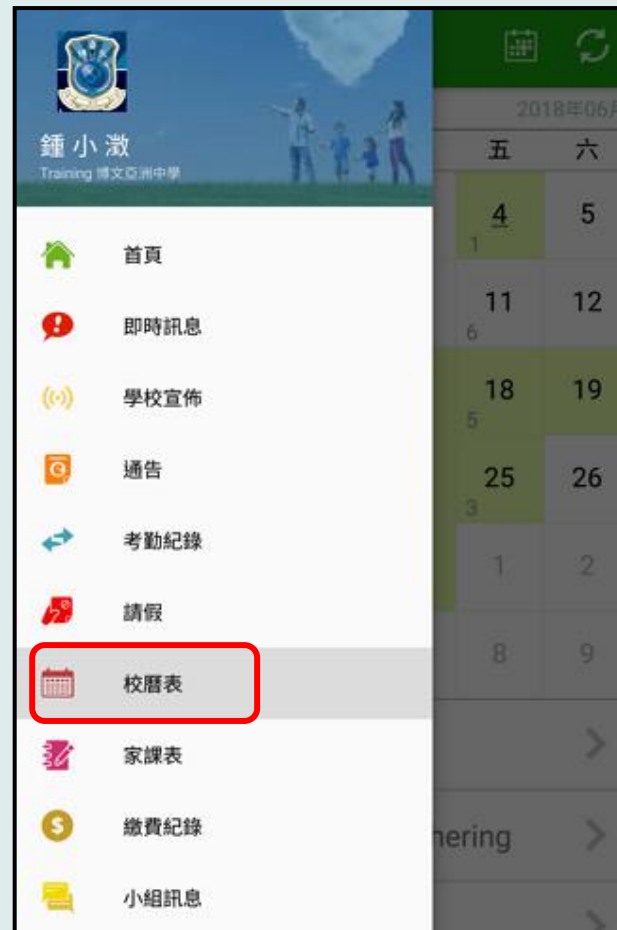 鍾小澂
Training 博文亞洲中學
首頁
即時訊息
學校宣佈
通告
考勤紀錄
請假
校曆表
家課表
繳費紀錄
小組訊息
2018年06月
五 六
4 5
1
11 12
6
18 19
5
25 26
3
1 2
8 9
hering